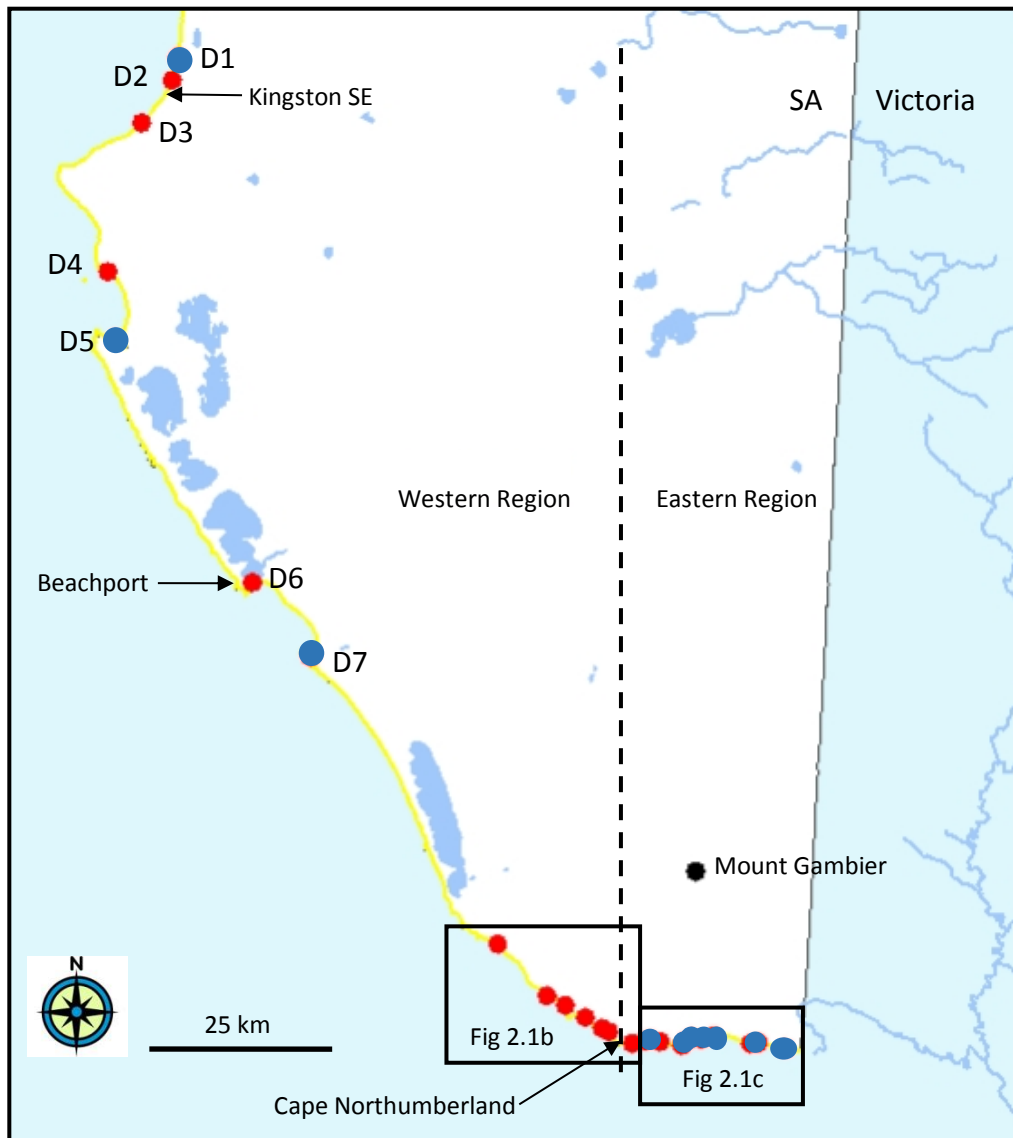 D1
D2
Kingston SE
SA
Victoria
D3
D4
D5
Western Region
Eastern Region
Beachport
D6
D7
Mount Gambier
N
25 km
Fig 2.1b
Fig 2.1c
Cape Northumberland